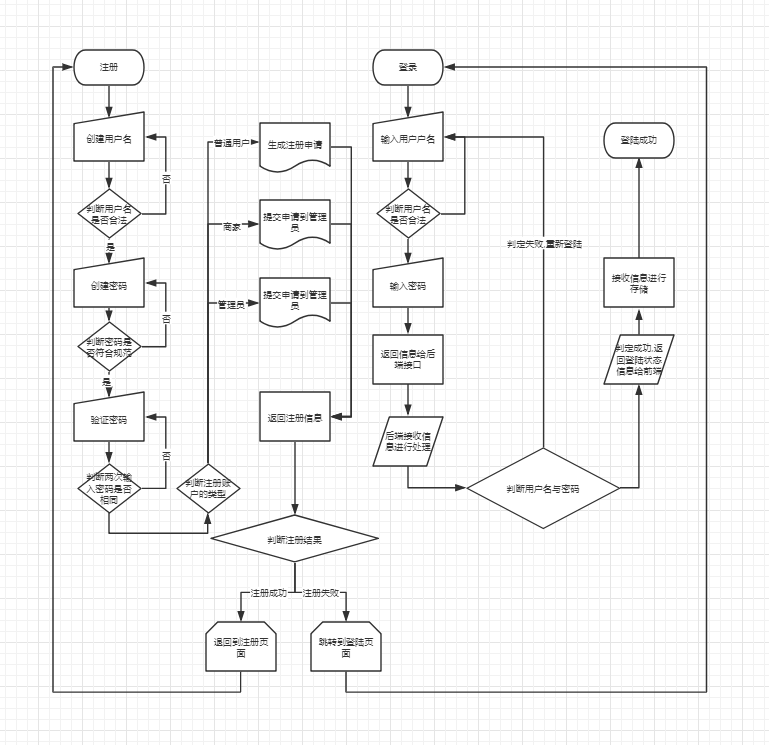 注册
创建用户名
判断用户名
是否合法
否
是
创建密码
判断密码是
否符合规范
否
是
验证密码
判断两次输
入密码是否
相同
否
判断注册账
户的类型
普通用户
商家
管理员
生成注册申请
提交申请到管理
员
提交申请到管理
员
返回注册信息
判断注册结果
注册成功
注册失败
退回到注册页
面
跳转到登陆页
面
登录
输入用户户名
判断用户名
是否合法
输入密码
返回信息给后
端接口
后端接收信
息进行处理
判断用户名与密码
判定失败,重新登陆
判定成功,返
回登陆状态
信息给前端
接收信息进行
存储
登陆成功